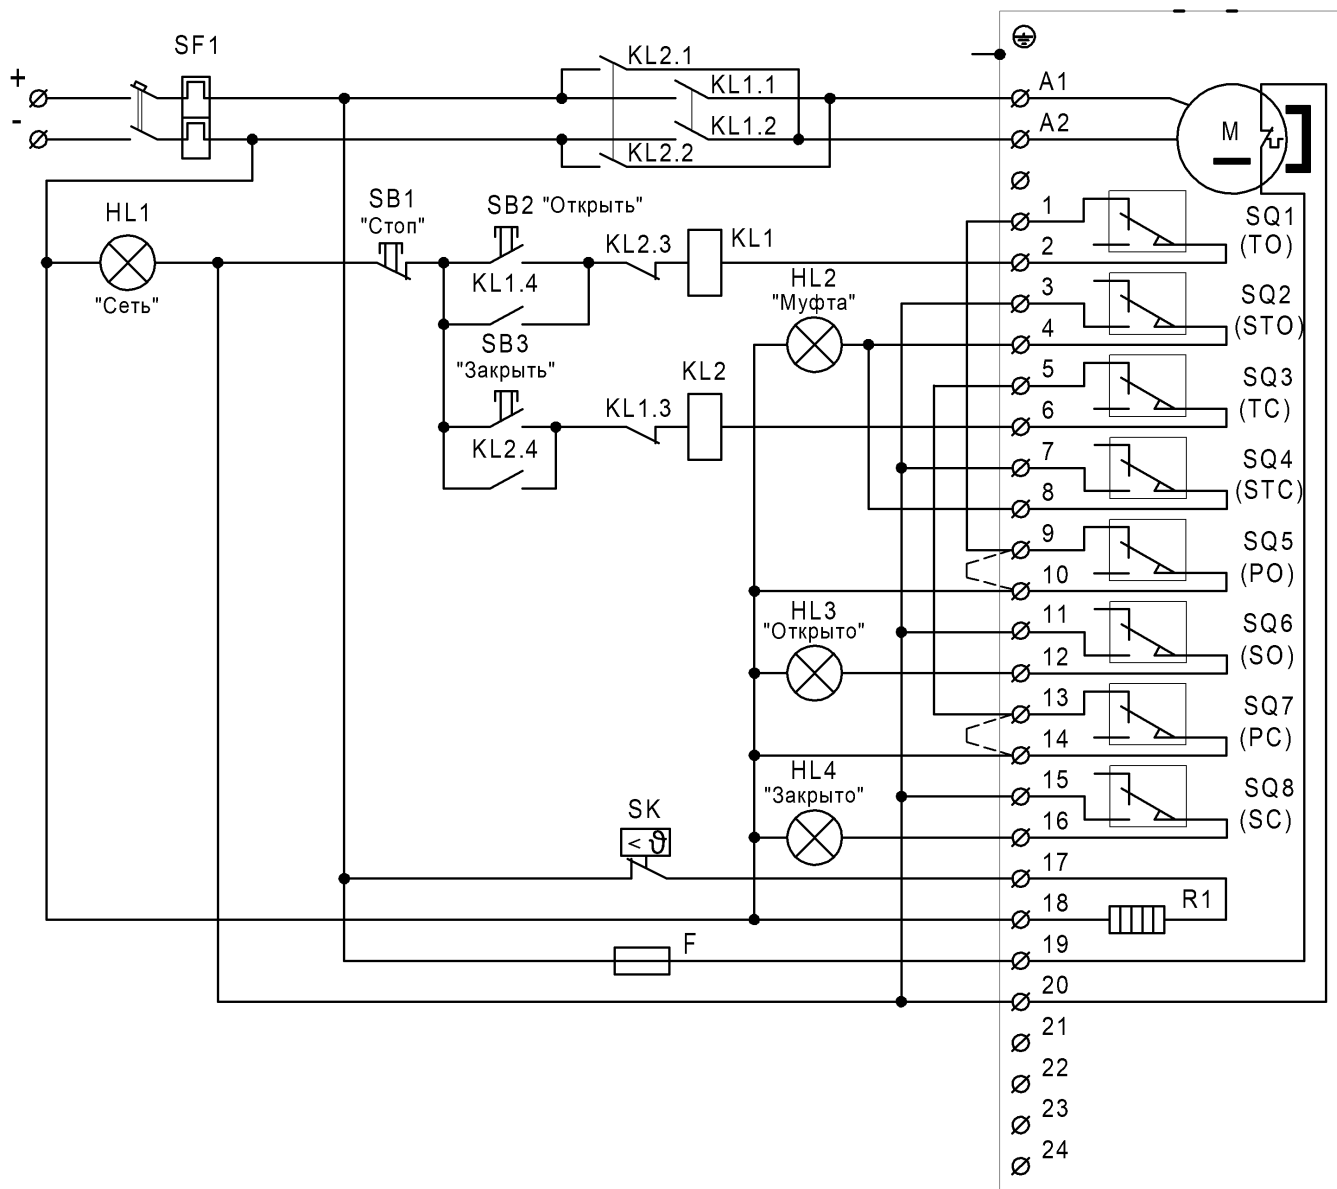 SF1
+
-
KL2.1
KL1.1
KL1.2
KL2.2
A1
A2
M
HL1
"Сеть"
SB1
"Стоп"
SB2 "Открыть"
KL1.4
KL2.3
KL1
SB3
"Закрыть"
KL2.4
KL1.3
KL2
HL2
"Муфта"
HL3
"Открыто"
HL4
"Закрыто"
SK
< ϑ
F
1
2
3
4
5
6
7
8
9
10
11
12
13
14
15
16
17
18
19
20
21
22
23
24
SQ1
(TO)
SQ2
(STO)
SQ3
(TC)
SQ4
(STC)
SQ5
(PO)
SQ6
(SO)
SQ7
(PC)
SQ8
(SC)
R1